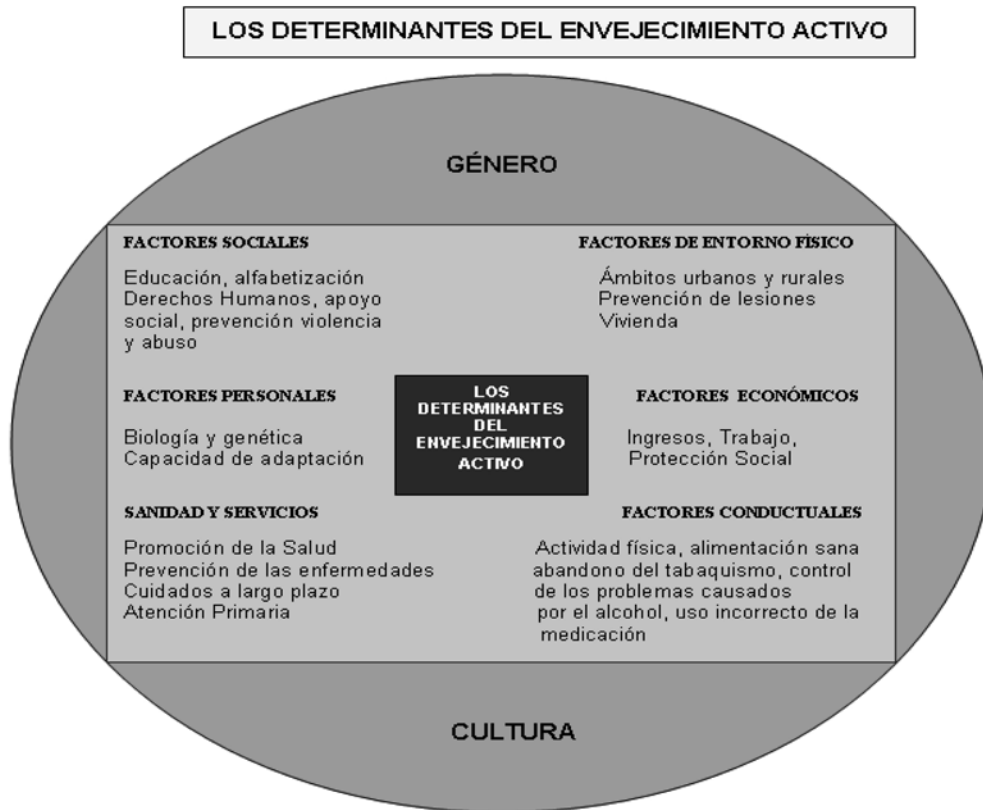 LOS DETERMINANTES DEL ENVEJECIMIENTO ACTIVO
GÉNERO
FACTORES SOCIALES
Educación, alfabetización
Derechos Humanos, apoyo
social, prevención violencia
y abuso
FACTORES DE ENTORNO FÍSICO
Ámbitos urbanos y rurales
Prevención de lesiones
Vivienda
FACTORES PERSONALES
Biología y genética
Capacidad de adaptación
LOS
DETERMINANTES
DEL
ENVEJECIMIENTO
ACTIVO
FACTORES ECONÓMICOS
Ingresos, Trabajo,
Protección Social
SANIDAD Y SERVICIOS
Promoción de la Salud
Prevención de las enfermedades
Cuidados a largo plazo
Atención Primaria
FACTORES CONDUCTUALES
Actividad física, alimentación sana
abandono del tabaquismo, control
de los problemas causados
por el alcohol, uso incorrecto de la
medicación
CULTURA